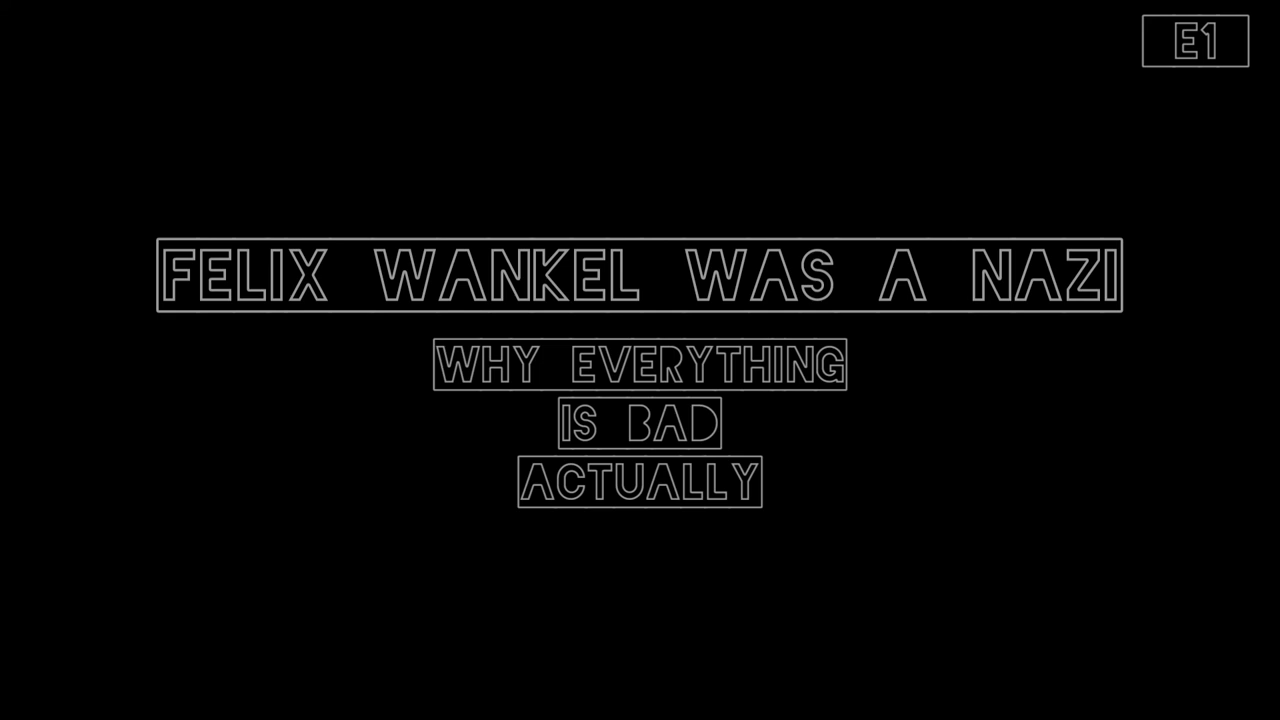 E1
FELIX WANKEL WAS A NAZI
WHY EVERYTHING
IS BAD
ACTUALLY